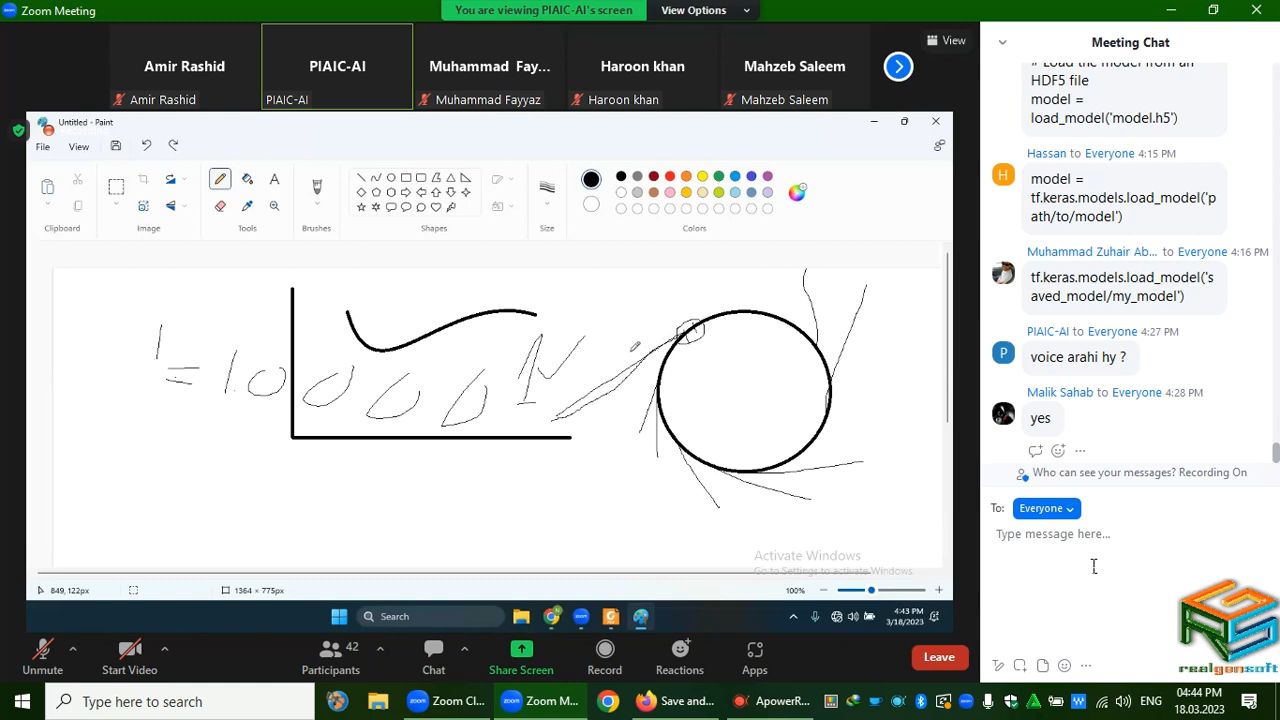 Zoom Meeting
You are viewing PIAIC-AI's screen
View Options
Amir Rashid
PIAIC-AI
Muhammad Fay...
Haroon khan
Mahzeb Saleem
View
Amir Rashid
PIAIC-AI
Muhammad Fayyaz
Haroon khan
Mahzeb Saleem
Untitled - Paint
Recording
File
View
Clipboard
Image
Tools
Brushes
Shapes
Size
Colors
1
= 1.00000 N
Activate Windows
Go to Settings to activate Windows.
849, 122px
1364 × 775px
100%
Search
4:43 PM
3/18/2023
Unmute
Start Video
Participants
42
Chat
Share Screen
Record
Reactions
Apps
Leave
Meeting Chat
# Load the model from an
HDF5 file
model =
load_model('model.h5')
Hassan to Everyone 4:15 PM
H
model =
tf.keras.models.load_model('p
ath/to/model')
Muhammad Zuhair Ab... to Everyone 4:16 PM
tf.keras.models.load_model('s
aved_model/my_model')
PIAIC-AI to Everyone 4:27 PM
P
voice arahi hy ?
Malik Sahab to Everyone 4:28 PM
yes
Who can see your messages? Recording On
To: Everyone
Type message here...
realgensoft
Type here to search
Zoom Cl...
Zoom M...
Save and...
ApowerR...
ENG
04:44 PM
18.03.2023